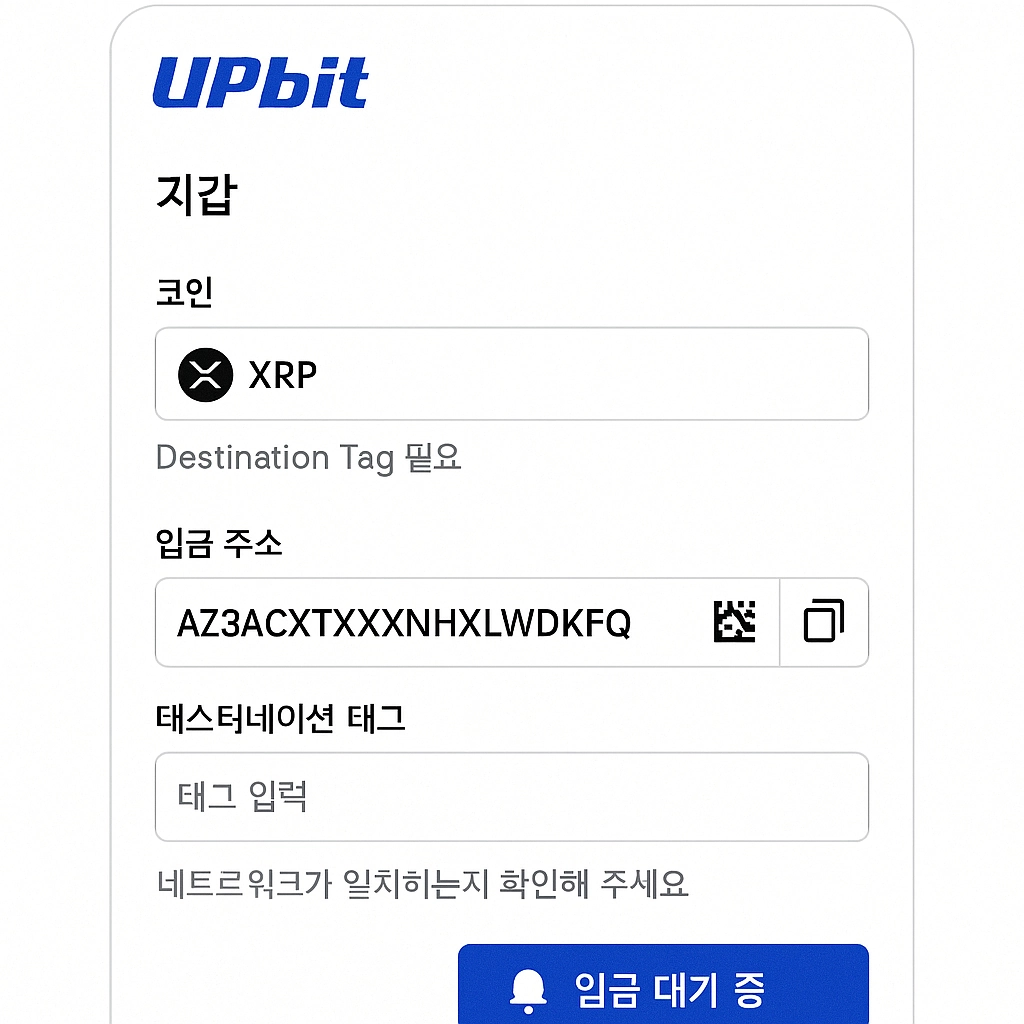 UPbit
지갑
코인
XRP
Destination Tag 필요
입금 주소
AZ3ACXTXXXNHXLWDKFQ
태스터네이션 태그
태그 입력
네트르워크가 일치히는지 확인해 주세요
임금 대기 증